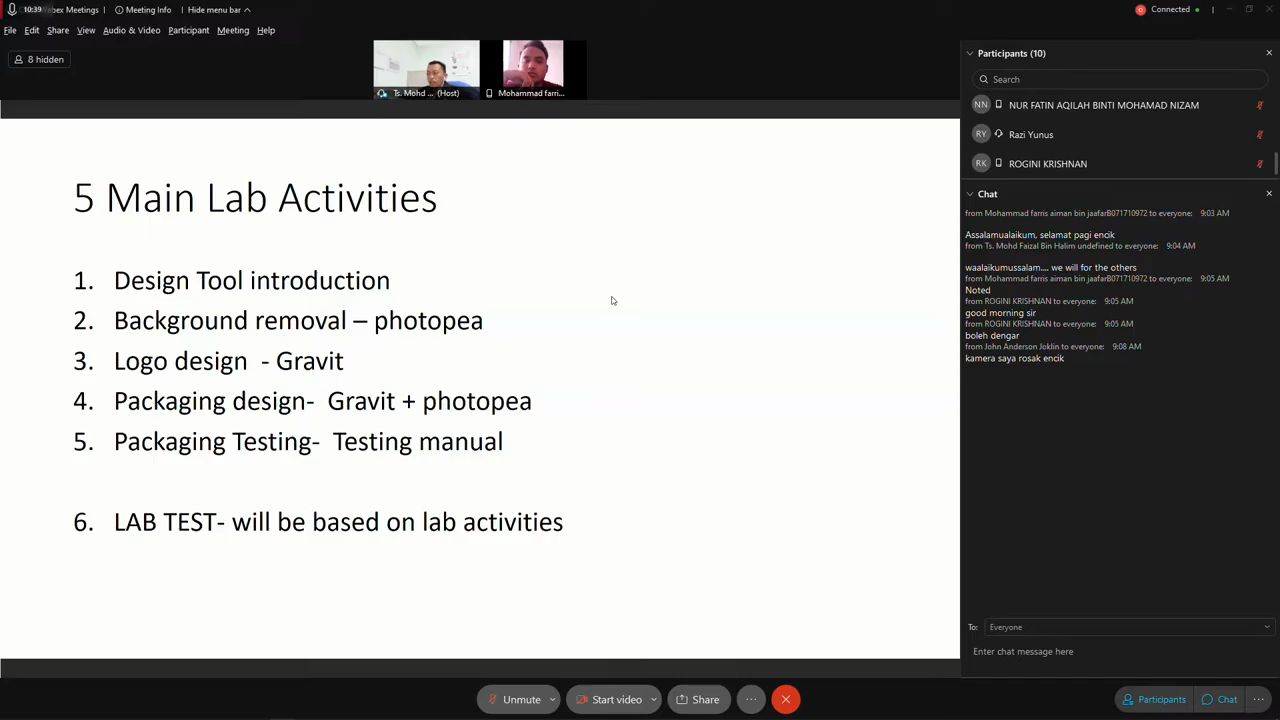 10:39
Webex Meetings
Meeting Info
Hide menu bar
Connected
File Edit Share View Audio & Video Participant Meeting Help
8 hidden
Ts. Mohd ... (Host)
Mohammad farri...
5 Main Lab Activities
1. Design Tool introduction
2. Background removal – photopea
3. Logo design - Gravit
4. Packaging design- Gravit + photopea
5. Packaging Testing- Testing manual
6. LAB TEST- will be based on lab activities
Participants (10)
Search
NN NUR FATIN AQILAH BINTI MOHAMAD NIZAM
RY Razi Yunus
RK ROGINI KRISHNAN
Chat
from Mohammad farris aiman bin jaafarB071710972 to everyone: 9:03 AM
Assalamualaikum, selamat pagi encik
from Ts. Mohd Faizal Bin Halim undefined to everyone: 9:04 AM
waalaikumussalam.... we will for the others
from Mohammad farris aiman bin jaafarB071710972 to everyone: 9:05 AM
Noted
from ROGINI KRISHNAN to everyone: 9:05 AM
good morning sir
from ROGINI KRISHNAN to everyone: 9:05 AM
boleh dengar
from John Anderson Joklin to everyone: 9:08 AM
kamera saya rosak encik
To: Everyone
Enter chat message here
Unmute
Start video
Share
Participants
Chat